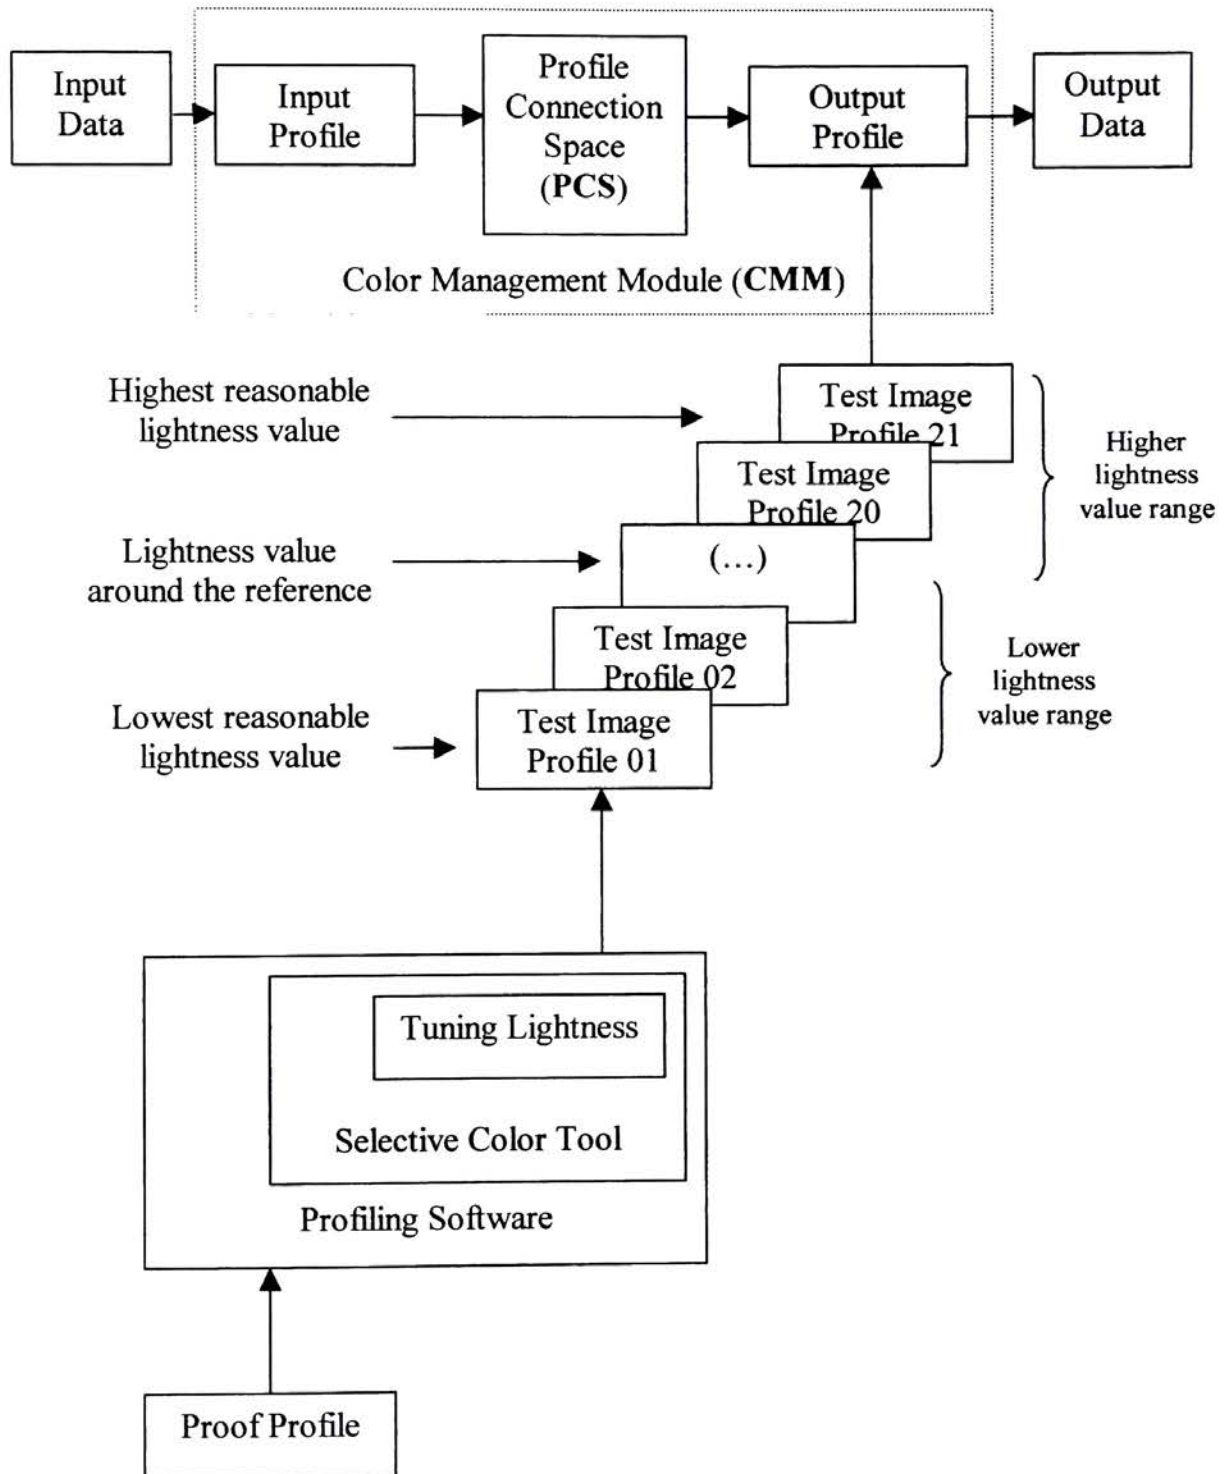 Input
Data
Input
Profile
Profile
Connection
Space
(PCS)
Output
Profile
Output
Data
Color Management Module (CMM)
Highest reasonable
lightness value
Test Image
Profile 21
Higher
lightness
value range
Test Image
Profile 20
Lightness value
around the reference
(...)
Test Image
Profile 02
Lower
lightness
value range
Lowest reasonable
lightness value
Test Image
Profile 01
Tuning Lightness
Selective Color Tool
Profiling Software
Proof Profile